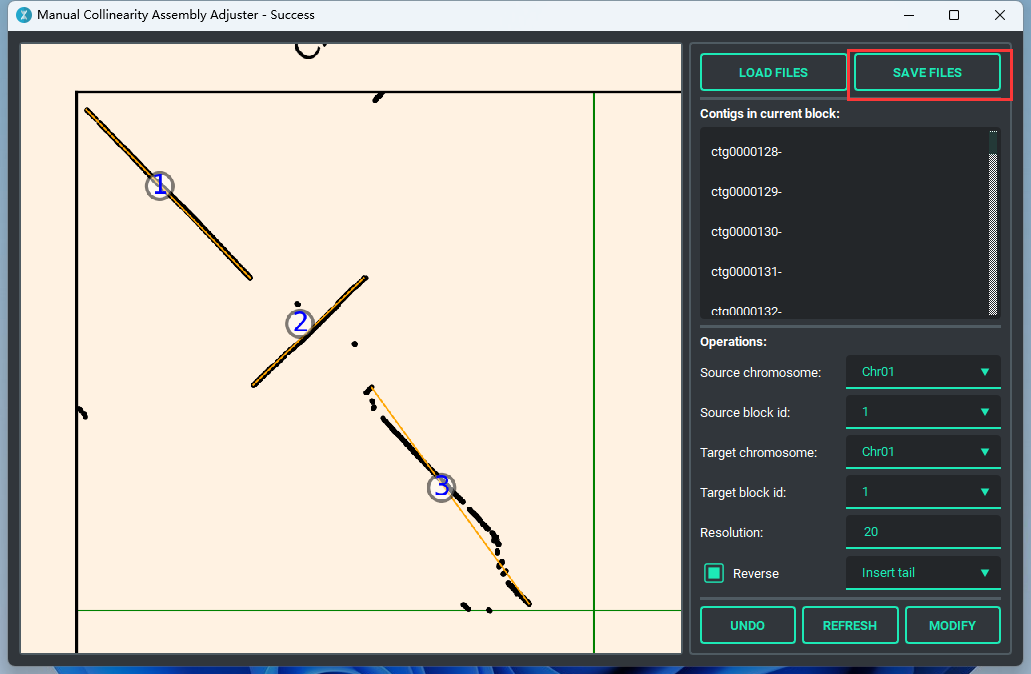 Manual Collinearity Assembly Adjuster - Success
LOAD FILES
SAVE FILES
Contigs in current block:
ctg0000128-
ctg0000129-
ctg0000130-
ctg0000131-
ctg0000132-
Operations:
Source chromosome: Chr01
Source block id: 1
Target chromosome: Chr01
Target block id: 1
Resolution: 20
Reverse Insert tail
UNDO REFRESH MODIFY
1
2
3